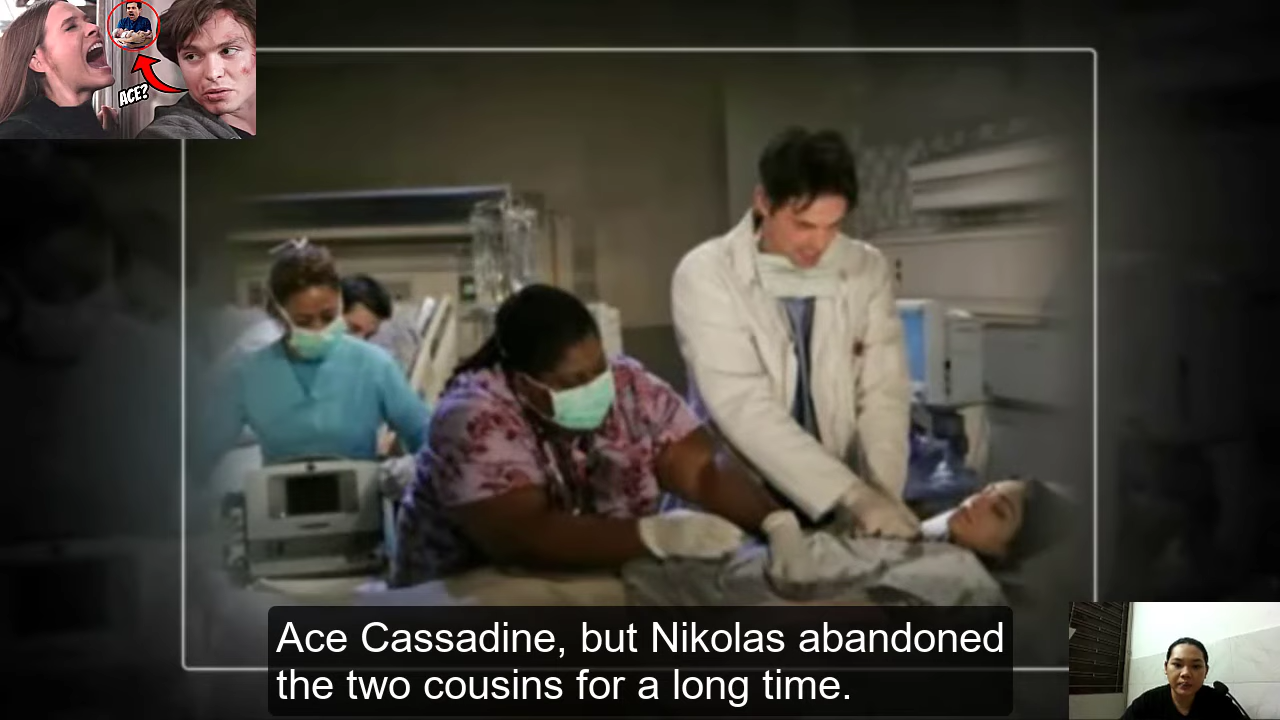 ACE?
Ace Cassadine, but Nikolas abandoned
the two cousins for a long time.